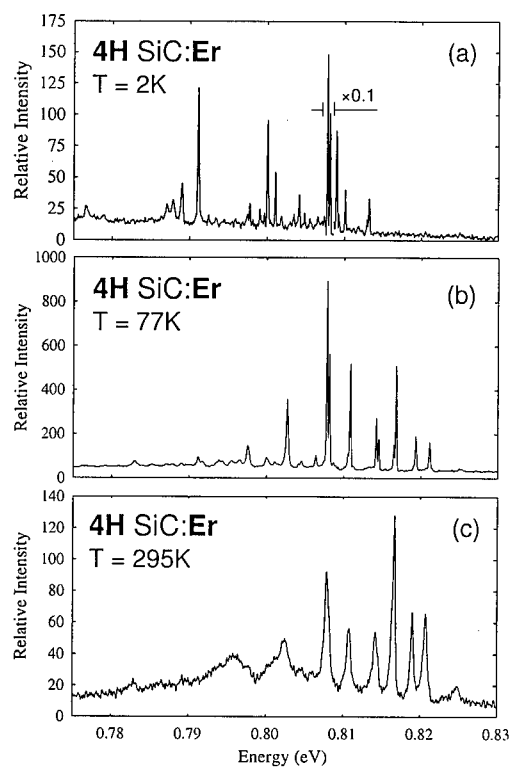 175
150
125
100
75
50
25
0
Relative Intensity
4H SiC:Er
T = 2K
(a)
×0.1
1000
800
600
400
200
0
Relative Intensity
4H SiC:Er
T = 77K
(b)
140
120
100
80
60
40
20
0
Relative Intensity
4H SiC:Er
T = 295K
(c)
0.78 0.79 0.80 0.81 0.82 0.83
Energy (eV)